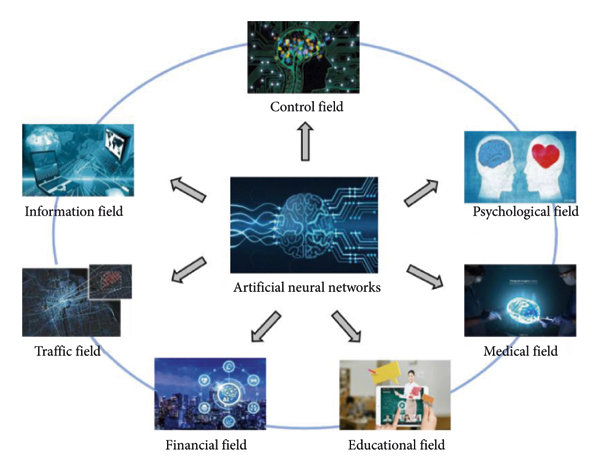 Control field
Information field
Psychological field
Artificial neural networks
Traffic field
Medical field
Financial field
Educational field